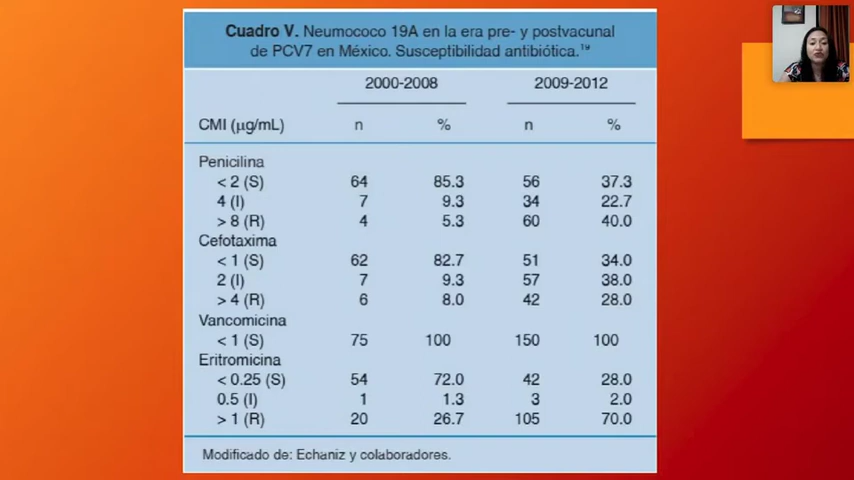 Cuadro V. Neumococo 19A en la era pre- y postvacunal
de PCV7 en México. Susceptibilidad antibiótica.¹⁹
2000-2008 2009-2012
CMI (µg/mL) n % n %
Penicilina
< 2 (S) 64 85.3 56 37.3
4 (I) 7 9.3 34 22.7
> 8 (R) 4 5.3 60 40.0
Cefotaxima
< 1 (S) 62 82.7 51 34.0
2 (I) 7 9.3 57 38.0
> 4 (R) 6 8.0 42 28.0
Vancomicina
< 1 (S) 75 100 150 100
Eritromicina
< 0.25 (S) 54 72.0 42 28.0
0.5 (I) 1 1.3 3 2.0
> 1 (R) 20 26.7 105 70.0
Modificado de: Echaniz y colaboradores.